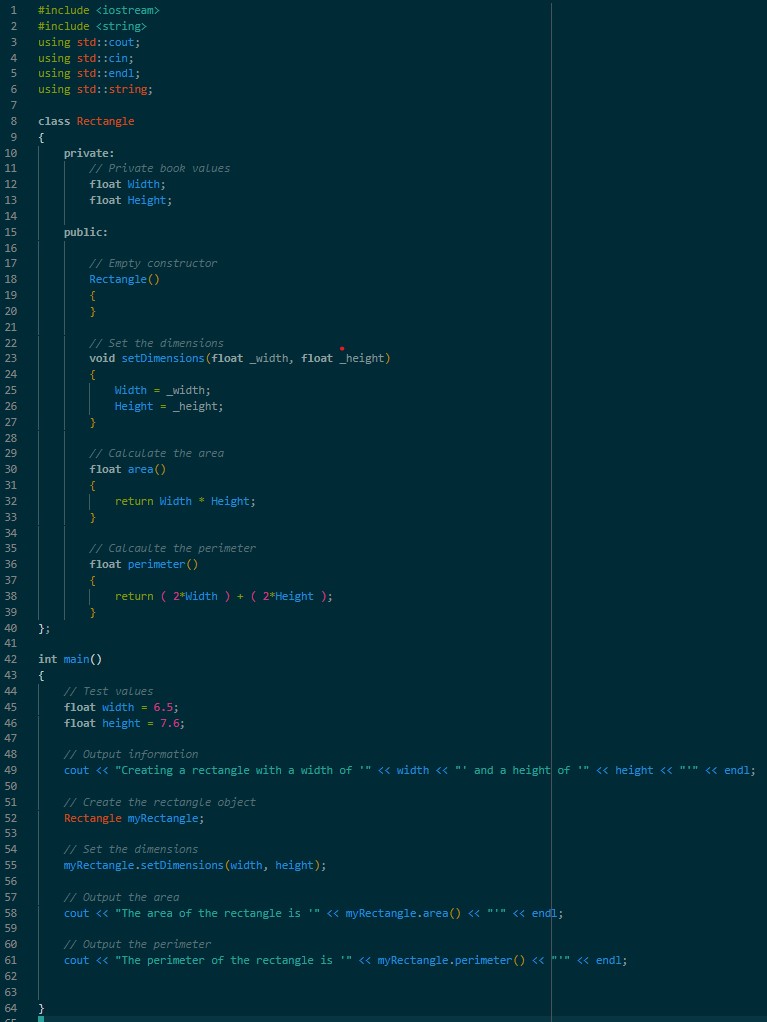 1 #include <iostream>
2 #include <string>
3 using std::cout;
4 using std::cin;
5 using std::endl;
6 using std::string;
7
8 class Rectangle
9 {
10     private:
11         // Private book values
12         float Width;
13         float Height;
14
15     public:
16
17         // Empty constructor
18         Rectangle()
19         {
20         }
21
22         // Set the dimensions
23         void setDimensions(float _width, float _height)
24         {
25             Width = _width;
26             Height = _height;
27         }
28
29         // Calculate the area
30         float area()
31         {
32             return Width * Height;
33         }
34
35         // Calcaulte the perimeter
36         float perimeter()
37         {
38             return ( 2*Width ) + ( 2*Height );
39         }
40 };
41
42 int main()
43 {
44     // Test values
45     float width = 6.5;
46     float height = 7.6;
47
48     // Output information
49     cout << "Creating a rectangle with a width of '" << width << "' and a height of '" << height << "'" << endl;
50
51     // Create the rectangle object
52     Rectangle myRectangle;
53
54     // Set the dimensions
55     myRectangle.setDimensions(width, height);
56
57     // Output the area
58     cout << "The area of the rectangle is '" << myRectangle.area() << "'" << endl;
59
60     // Output the perimeter
61     cout << "The perimeter of the rectangle is '" << myRectangle.perimeter() << "'" << endl;
62
63
64 }
65